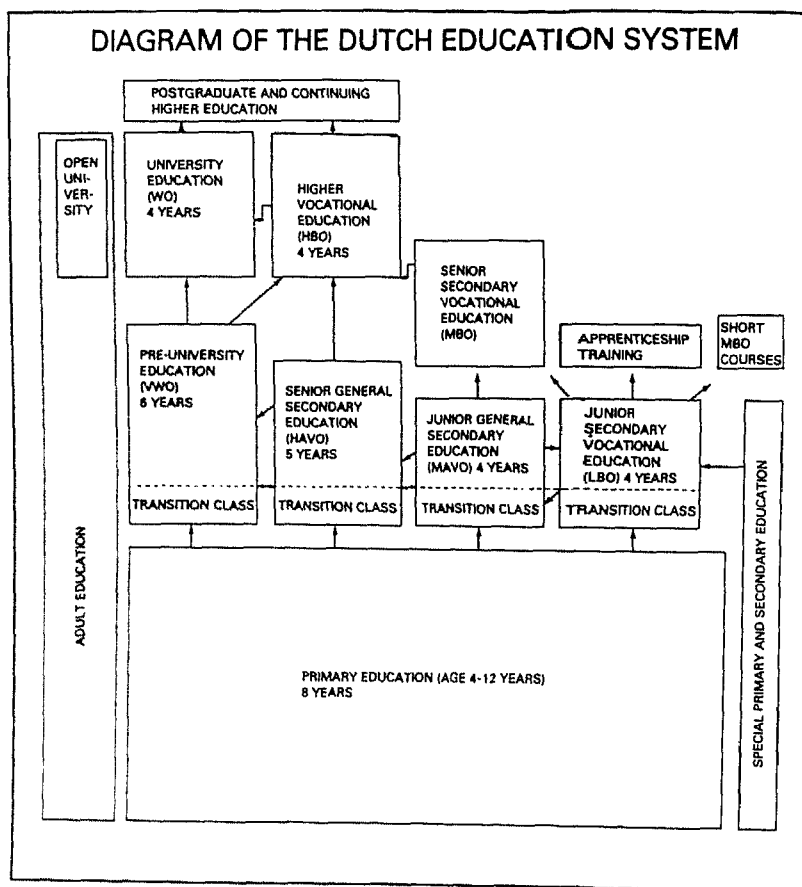 DIAGRAM OF THE DUTCH EDUCATION SYSTEM
POSTGRADUATE AND CONTINUING
HIGHER EDUCATION
OPEN
UNI-
VER-
SITY
UNIVERSITY
EDUCATION
(WO)
4 YEARS
HIGHER
VOCATIONAL
EDUCATION
(HBO)
4 YEARS
SENIOR
SECONDARY
VOCATIONAL
EDUCATION
(MBO)
APPRENTICESHIP
TRAINING
SHORT
MBO
COURSES
PRE-UNIVERSITY
EDUCATION
(VWO)
6 YEARS
SENIOR GENERAL
SECONDARY
EDUCATION
(HAVO)
5 YEARS
JUNIOR GENERAL
SECONDARY
EDUCATION
(MAVO) 4 YEARS
JUNIOR
SECONDARY
VOCATIONAL
EDUCATION
(LBO) 4 YEARS
TRANSITION CLASS
TRANSITION CLASS
TRANSITION CLASS
TRANSITION CLASS
ADULT EDUCATION
PRIMARY EDUCATION (AGE 4-12 YEARS)
8 YEARS
SPECIAL PRIMARY AND SECONDARY EDUCATION